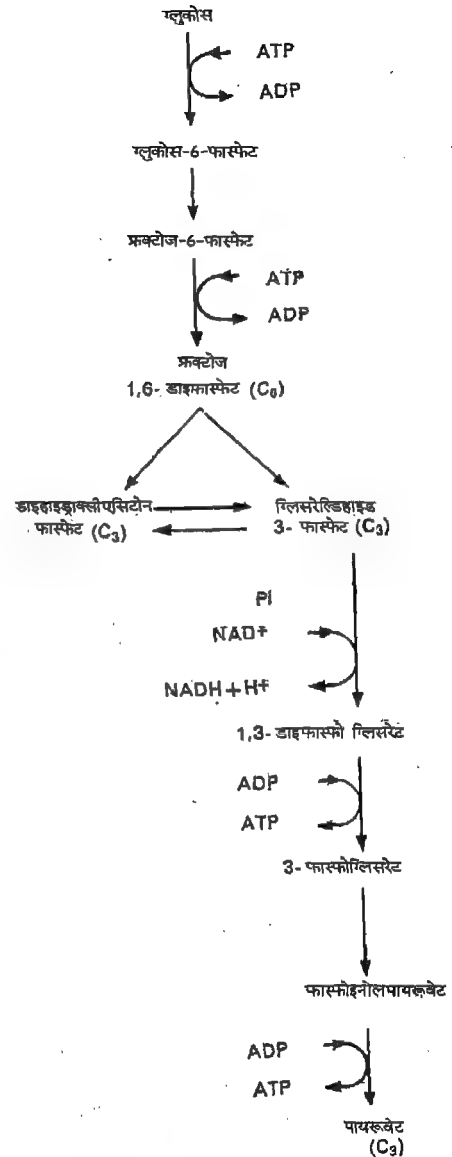 ग्लुकोस
ATP
ADP
ग्लुकोस-6-फास्फेट
फ्रक्टोज-6-फास्फेट
ATP
ADP
फ्रक्टोज
1,6- डाइफास्फेट (C₆)
डाइहाइड्राक्सीएसिटोन
फास्फेट (C₃)
ग्लिसरेल्डिहाइड
3- फास्फेट (C₃)
Pi
NAD+
NADH+H+
1,3- डाइफास्फो ग्लिसरेट
ADP
ATP
3- फास्फोग्लिसरेट
फास्फोइनोलपायरूवेट
ADP
ATP
पायरूवेट
(C₃)